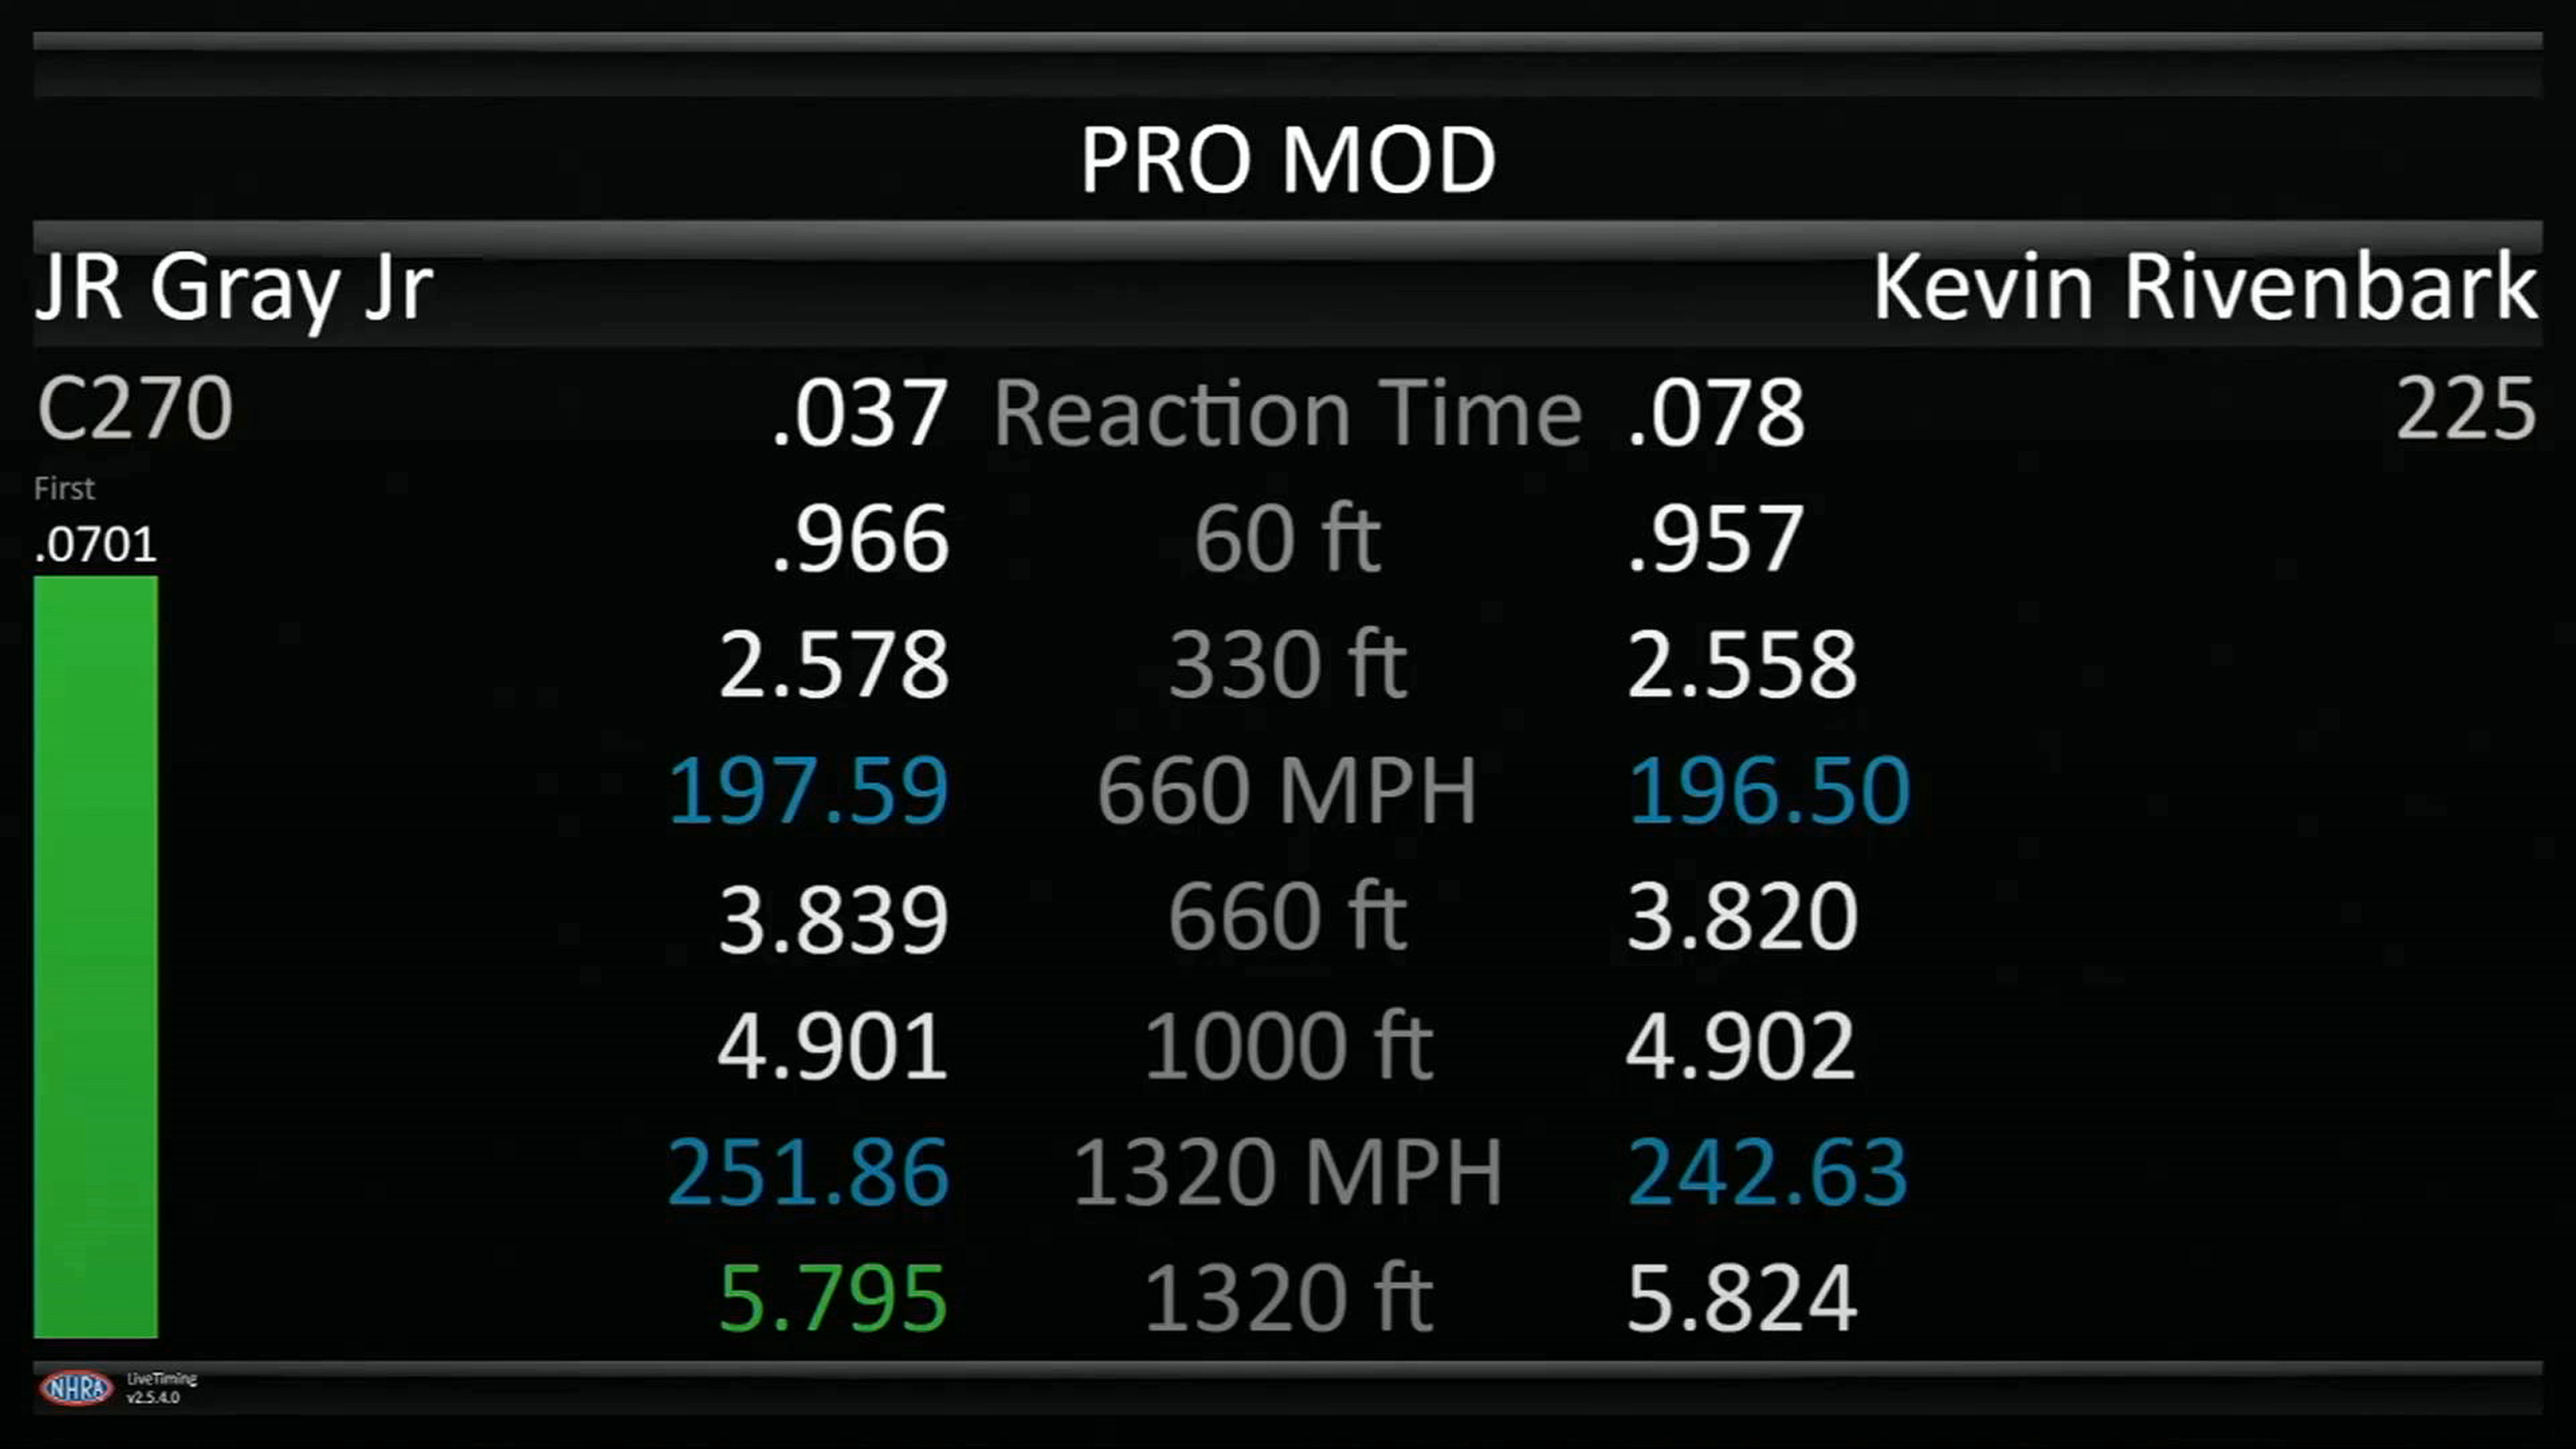 PRO MOD
JR Gray Jr Kevin Rivenbark
C270 .037 Reaction Time .078 225
First
.0701
.966 60 ft .957
2.578 330 ft 2.558
197.59 660 MPH 196.50
3.839 660 ft 3.820
4.901 1000 ft 4.902
251.86 1320 MPH 242.63
5.795 1320 ft 5.824
NHRA LiveTiming
v2.5.4.0